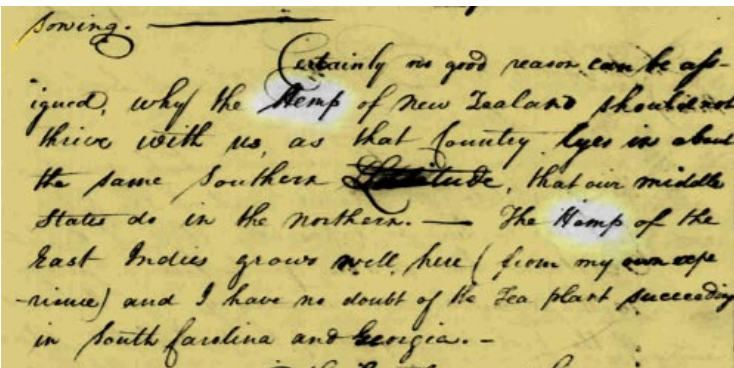 sowing. —
Certainly no good reason can be ass-
igned, why the Hemp of New Zealand should not
thrive with us, as that Country lyes in about
the same Southern Latitude, that our middle
States do in the northern. — The Hemp of the
East Indies grows well here (from my own expe
-rience) and I have no doubt of the Tea plant succeeding
in South Carolina and Georgia. -